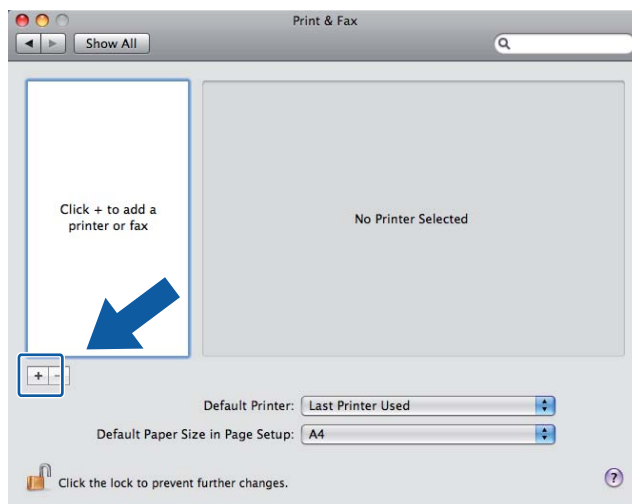 Print & Fax
Show All
Click + to add a
printer or fax
No Printer Selected
+ -
Default Printer: Last Printer Used
Default Paper Size in Page Setup: A4
Click the lock to prevent further changes.
?